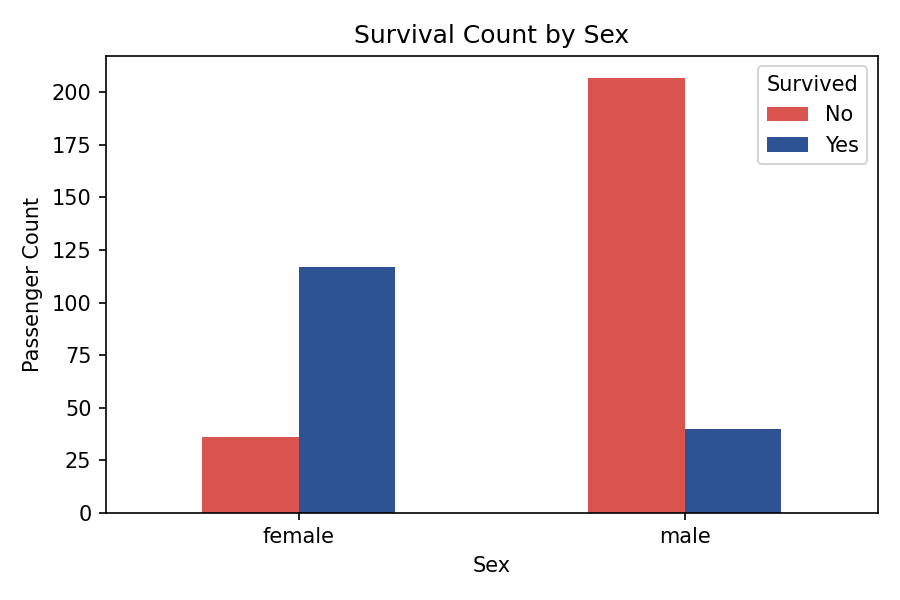 Survival Count by Sex
Survived
No
Yes
Passenger Count
200
175
150
125
100
75
50
25
0
female
male
Sex